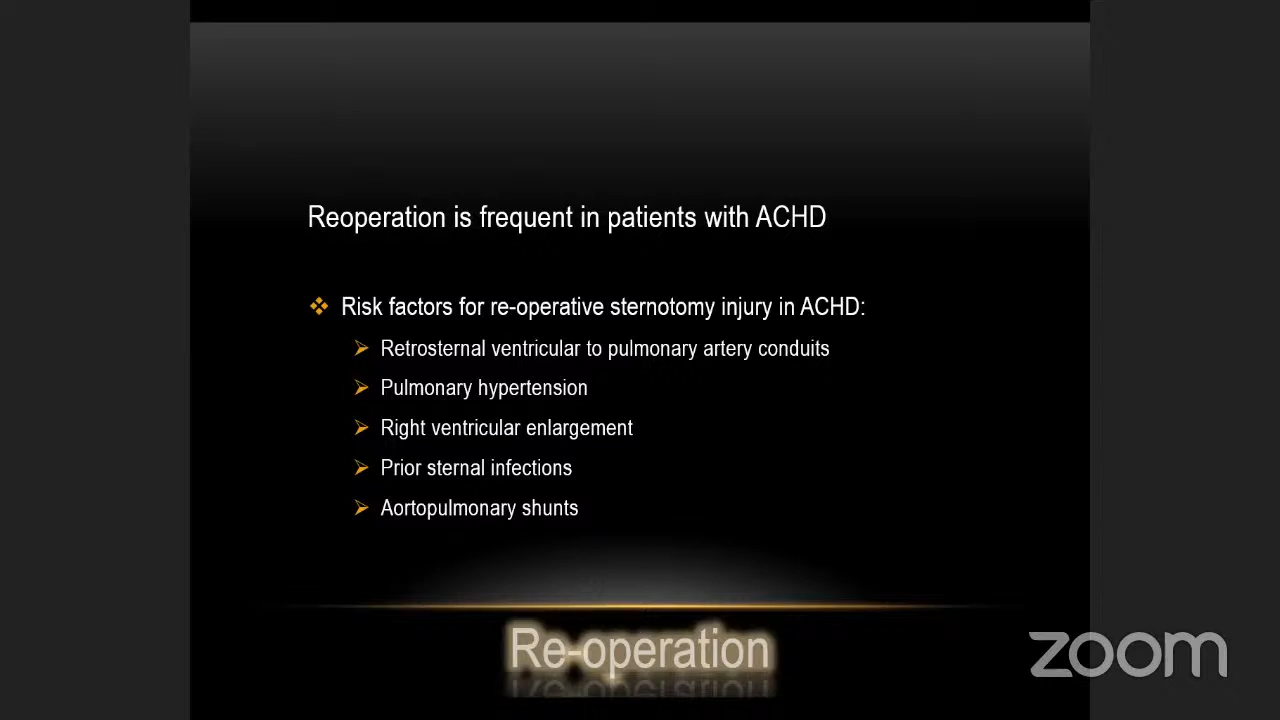 Reoperation is frequent in patients with ACHD
Risk factors for re-operative sternotomy injury in ACHD:
Retrosternal ventricular to pulmonary artery conduits
Pulmonary hypertension
Right ventricular enlargement
Prior sternal infections
Aortopulmonary shunts
Re-operation
zoom